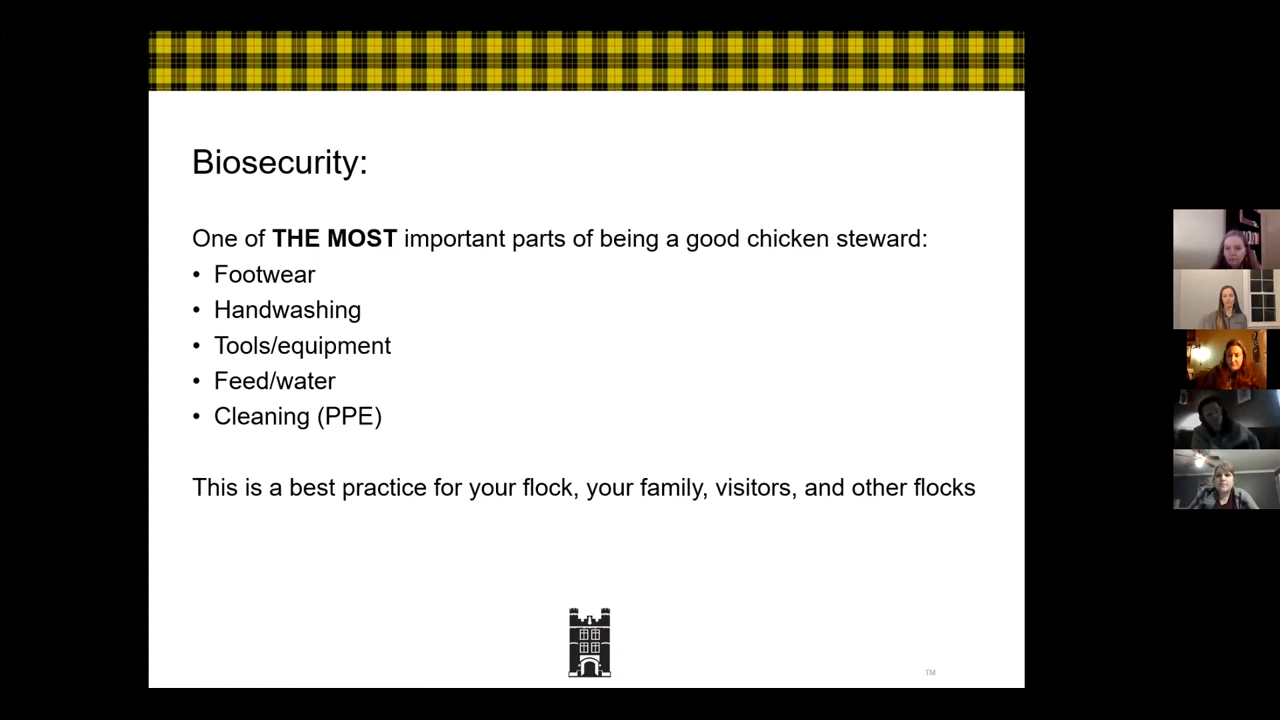 Biosecurity:
One of THE MOST important parts of being a good chicken steward:
• Footwear
• Handwashing
• Tools/equipment
• Feed/water
• Cleaning (PPE)
This is a best practice for your flock, your family, visitors, and other flocks
TM